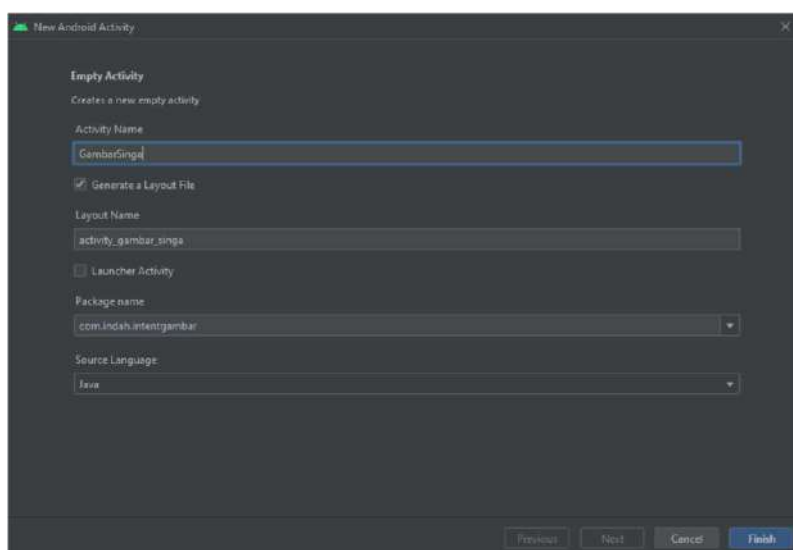 New Android Activity
Empty Activity
Creates a new empty activity
Activity Name
GambarSinga
Generate a Layout File
Layout Name
activity_gambar_singa
Launcher Activity
Package name
com.indah.intentgambar
Source Language
Java
Previous Next Cancel Finish